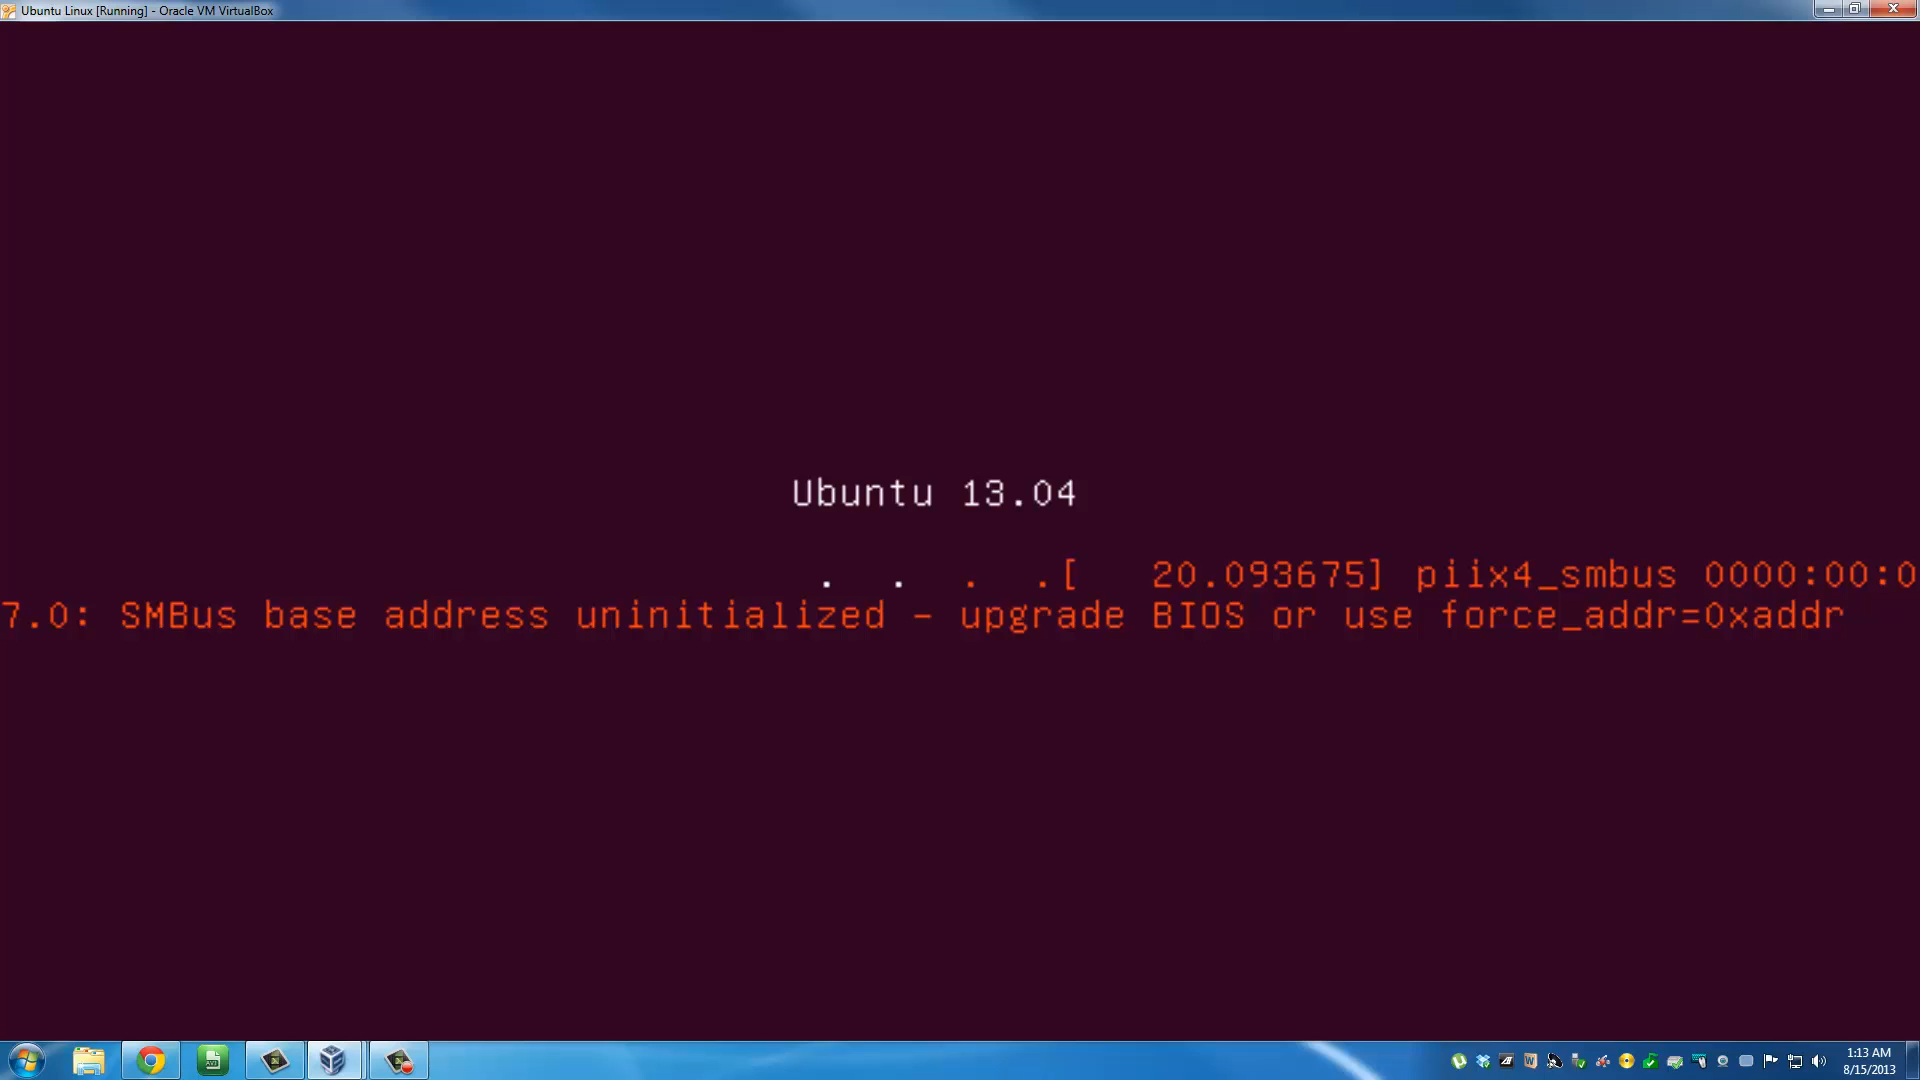 Ubuntu Linux [Running] - Oracle VM VirtualBox
Ubuntu 13.04
. . . .[   20.093675] piix4_smbus 0000:00:0
7.0: SMBus base address uninitialized - upgrade BIOS or use force_addr=0xaddr
1:13 AM
8/15/2013